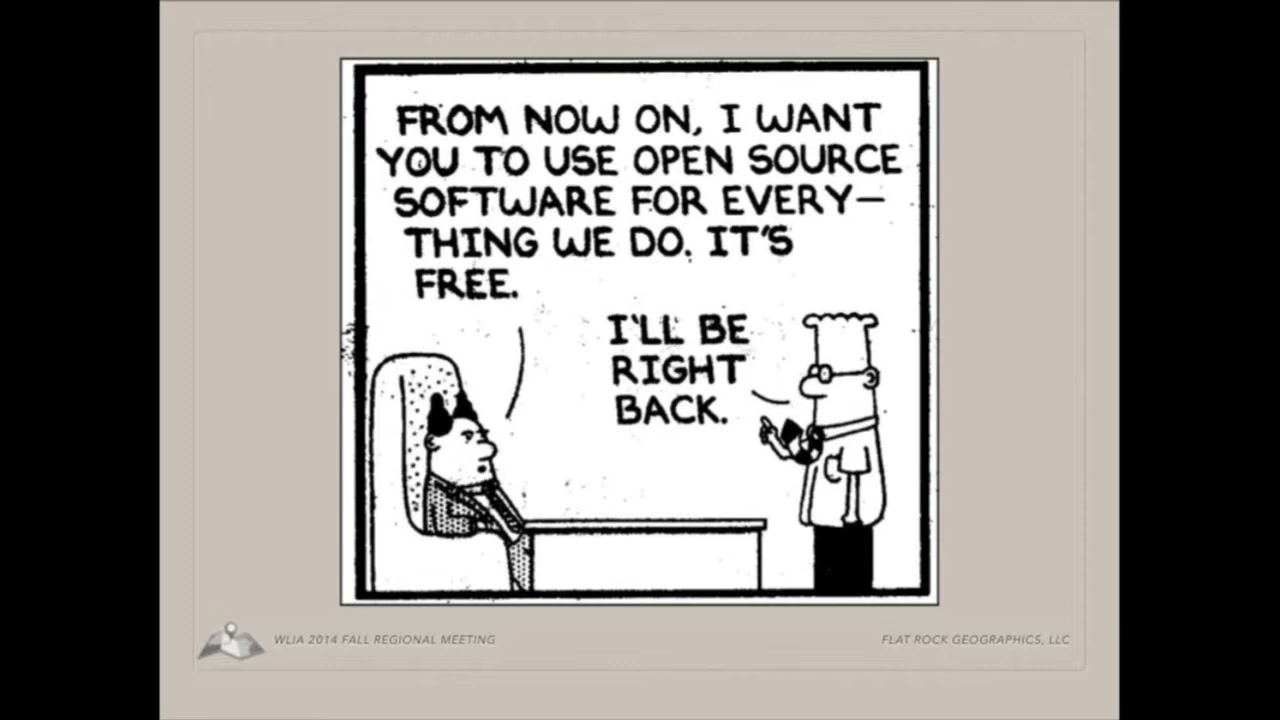 FROM NOW ON, I WANT
YOU TO USE OPEN SOURCE
SOFTWARE FOR EVERY–
THING WE DO. IT'S
FREE.
I'LL BE
RIGHT
BACK.
WLIA 2014 FALL REGIONAL MEETING
FLAT ROCK GEOGRAPHICS, LLC